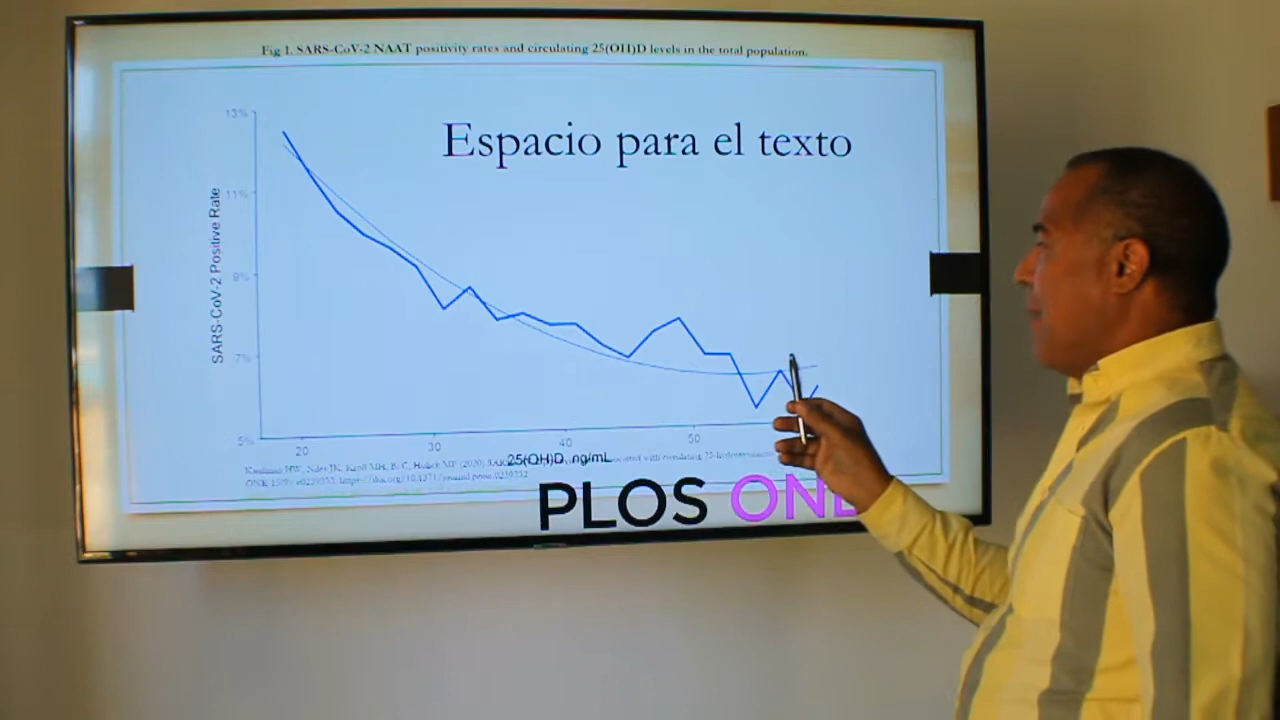 Fig 1. SARS-CoV-2 NAAT positivity rates and circulating 25(OH)D levels in the total population.
Espacio para el texto
13%
11%
9%
7%
5%
SARS-CoV-2 Positive Rate
20 30 40 50
25(OH)D ng/mL
PLOS ONE